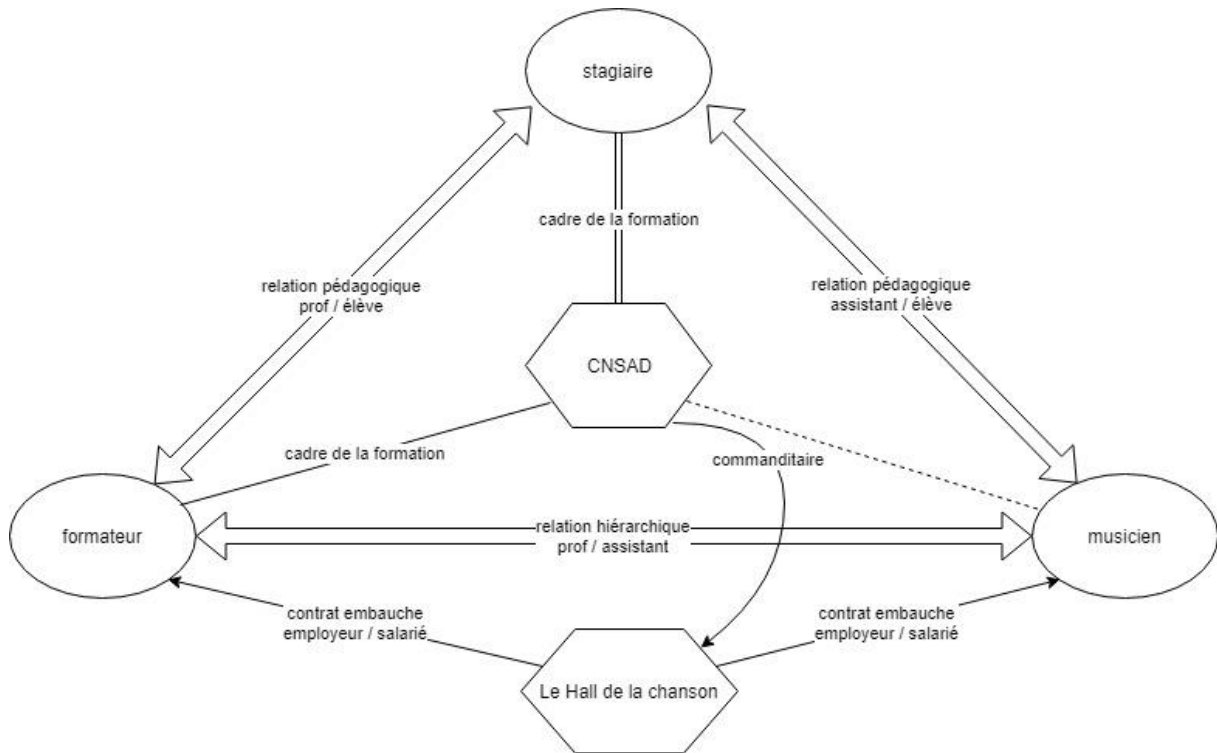 stagiaire
cadre de la formation
relation pédagogique
prof / élève
relation pédagogique
assistant / élève
CNSAD
cadre de la formation
commanditaire
formateur
relation hiérarchique
prof / assistant
musicien
contrat embauche
employeur / salarié
contrat embauche
employeur / salarié
Le Hall de la chanson